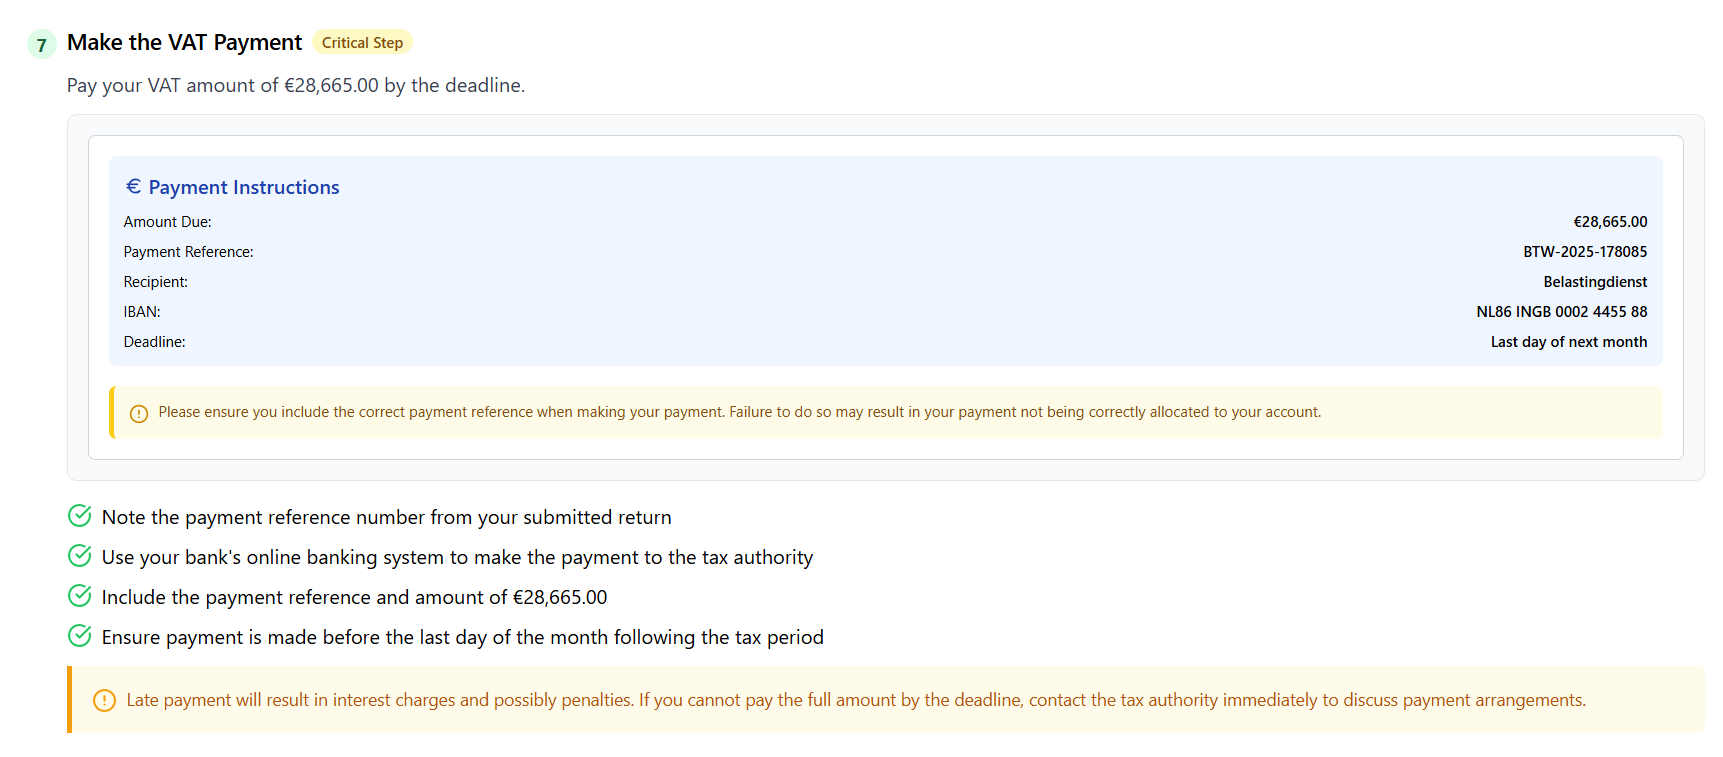 7 Make the VAT Payment Critical Step
Pay your VAT amount of €28,665.00 by the deadline.
€ Payment Instructions
Amount Due: €28,665.00
Payment Reference: BTW-2025-178085
Recipient: Belastingdienst
IBAN: NL86 INGB 0002 4455 88
Deadline: Last day of next month
Please ensure you include the correct payment reference when making your payment. Failure to do so may result in your payment not being correctly allocated to your account.
Note the payment reference number from your submitted return
Use your bank's online banking system to make the payment to the tax authority
Include the payment reference and amount of €28,665.00
Ensure payment is made before the last day of the month following the tax period
Late payment will result in interest charges and possibly penalties. If you cannot pay the full amount by the deadline, contact the tax authority immediately to discuss payment arrangements.